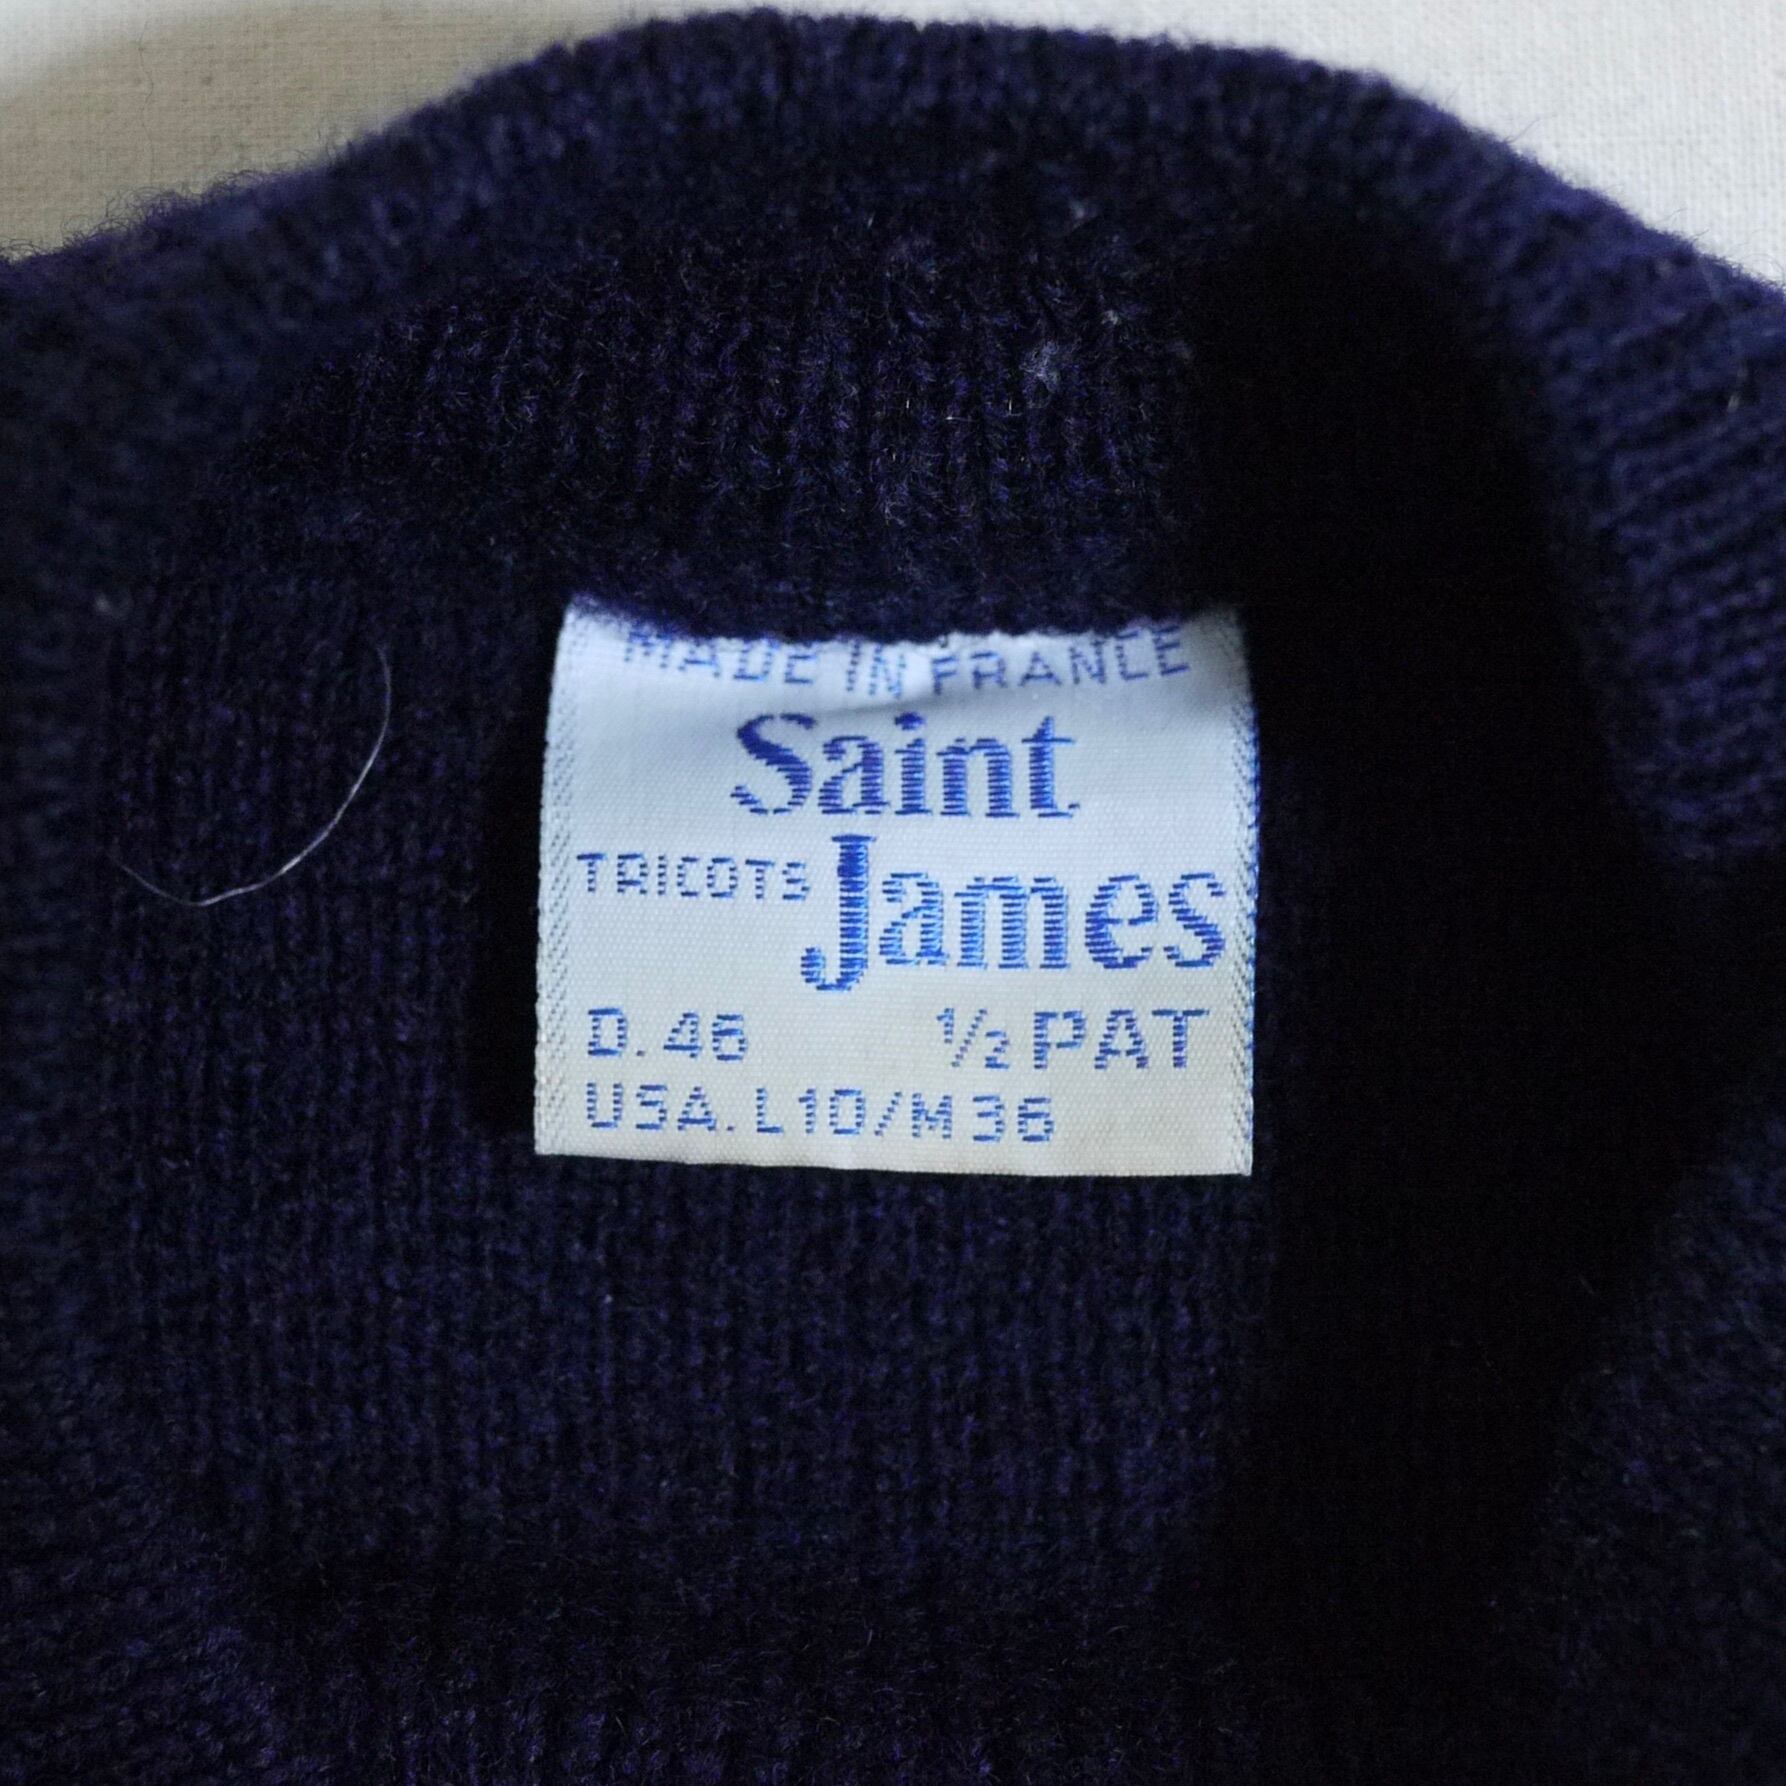 MADE IN FRANCE
Saint
TRICOTS James
D. 46 ½ PAT
USA. L10/M36